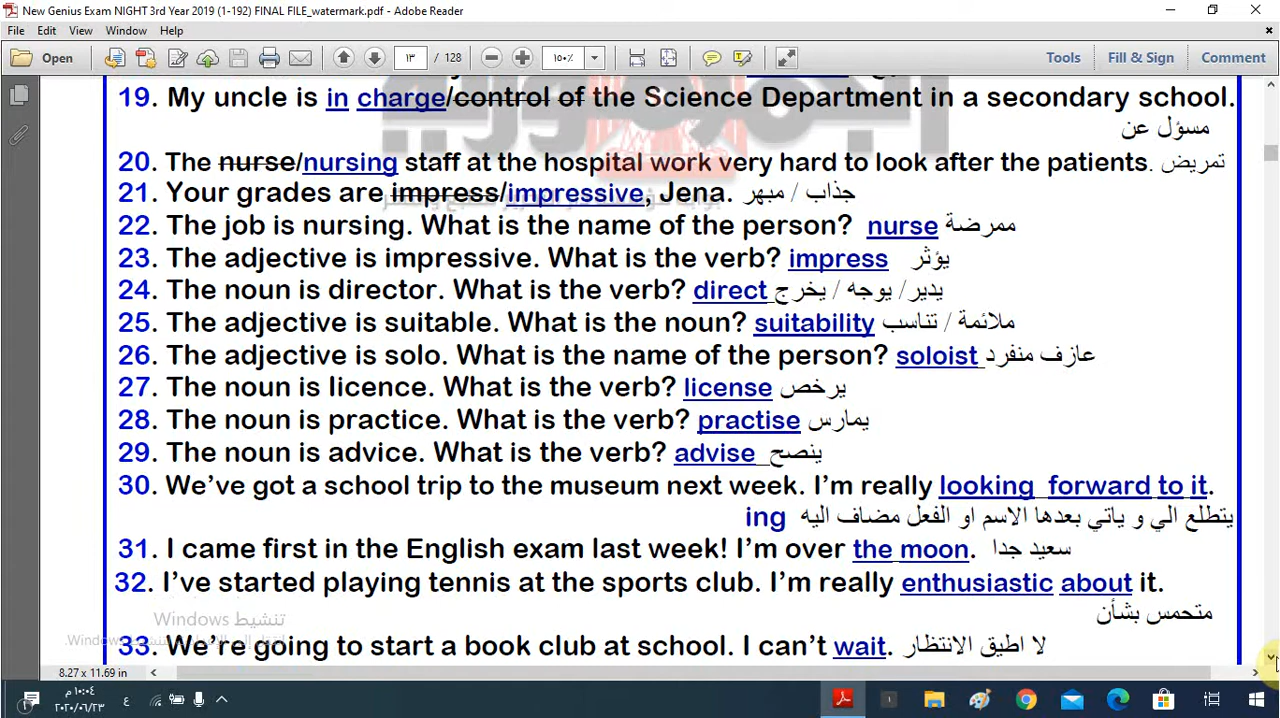 New Genius Exam NIGHT 3rd Year 2019 (1-192) FINAL FILE_watermark.pdf - Adobe Reader
File Edit View Window Help
Open ١٣ / 128 ١٥٠٪ Tools Fill & Sign Comment
19. My uncle is in charge/control of the Science Department in a secondary school.
مسؤل عن
20. The nurse/nursing staff at the hospital work very hard to look after the patients. تمريض
21. Your grades are impress/impressive, Jena. جذاب / مبهر
22. The job is nursing. What is the name of the person? nurse ممرضة
23. The adjective is impressive. What is the verb? impress يؤثر
24. The noun is director. What is the verb? direct يدير/ يوجه / يخرج
25. The adjective is suitable. What is the noun? suitability ملائمة / تناسب
26. The adjective is solo. What is the name of the person? soloist عازف منفرد
27. The noun is licence. What is the verb? license يرخص
28. The noun is practice. What is the verb? practise يمارس
29. The noun is advice. What is the verb? advise ينصح
30. We’ve got a school trip to the museum next week. I’m really looking forward to it.
يتطلع الي و ياتي بعدها الاسم او الفعل مضاف اليه ing
31. I came first in the English exam last week! I’m over the moon. سعيد جدا
32. I’ve started playing tennis at the sports club. I’m really enthusiastic about it.
متحمس بشأن
تنشيط Windows
33. We’re going to start a book club at school. I can’t wait. لا اطيق الانتظار
8.27 x 11.69 in
١٠:٠٤ م
٢٠٢٠/٠٦/٢٣
ع